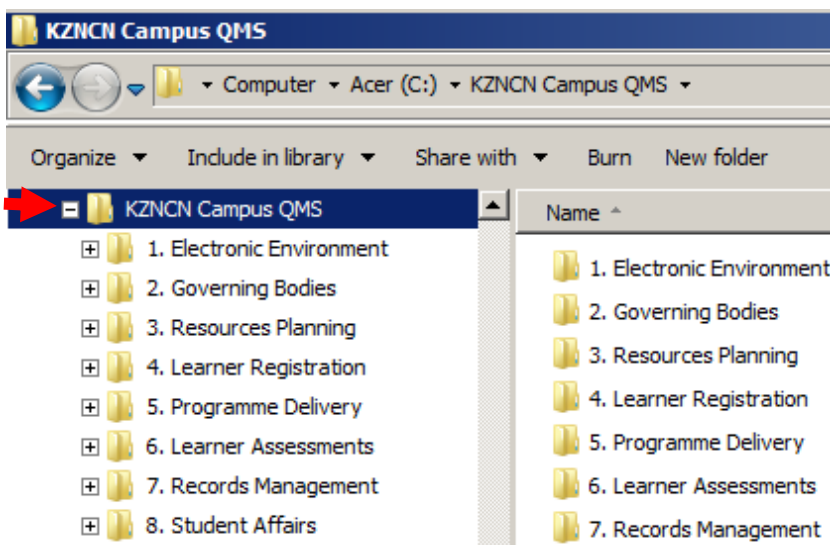 KZNCN Campus QMS
Computer Acer (C:) KZNCN Campus QMS
Organize Include in library Share with Burn New folder
KZNCN Campus QMS
1. Electronic Environment
2. Governing Bodies
3. Resources Planning
4. Learner Registration
5. Programme Delivery
6. Learner Assessments
7. Records Management
8. Student Affairs
Name
1. Electronic Environment
2. Governing Bodies
3. Resources Planning
4. Learner Registration
5. Programme Delivery
6. Learner Assessments
7. Records Management